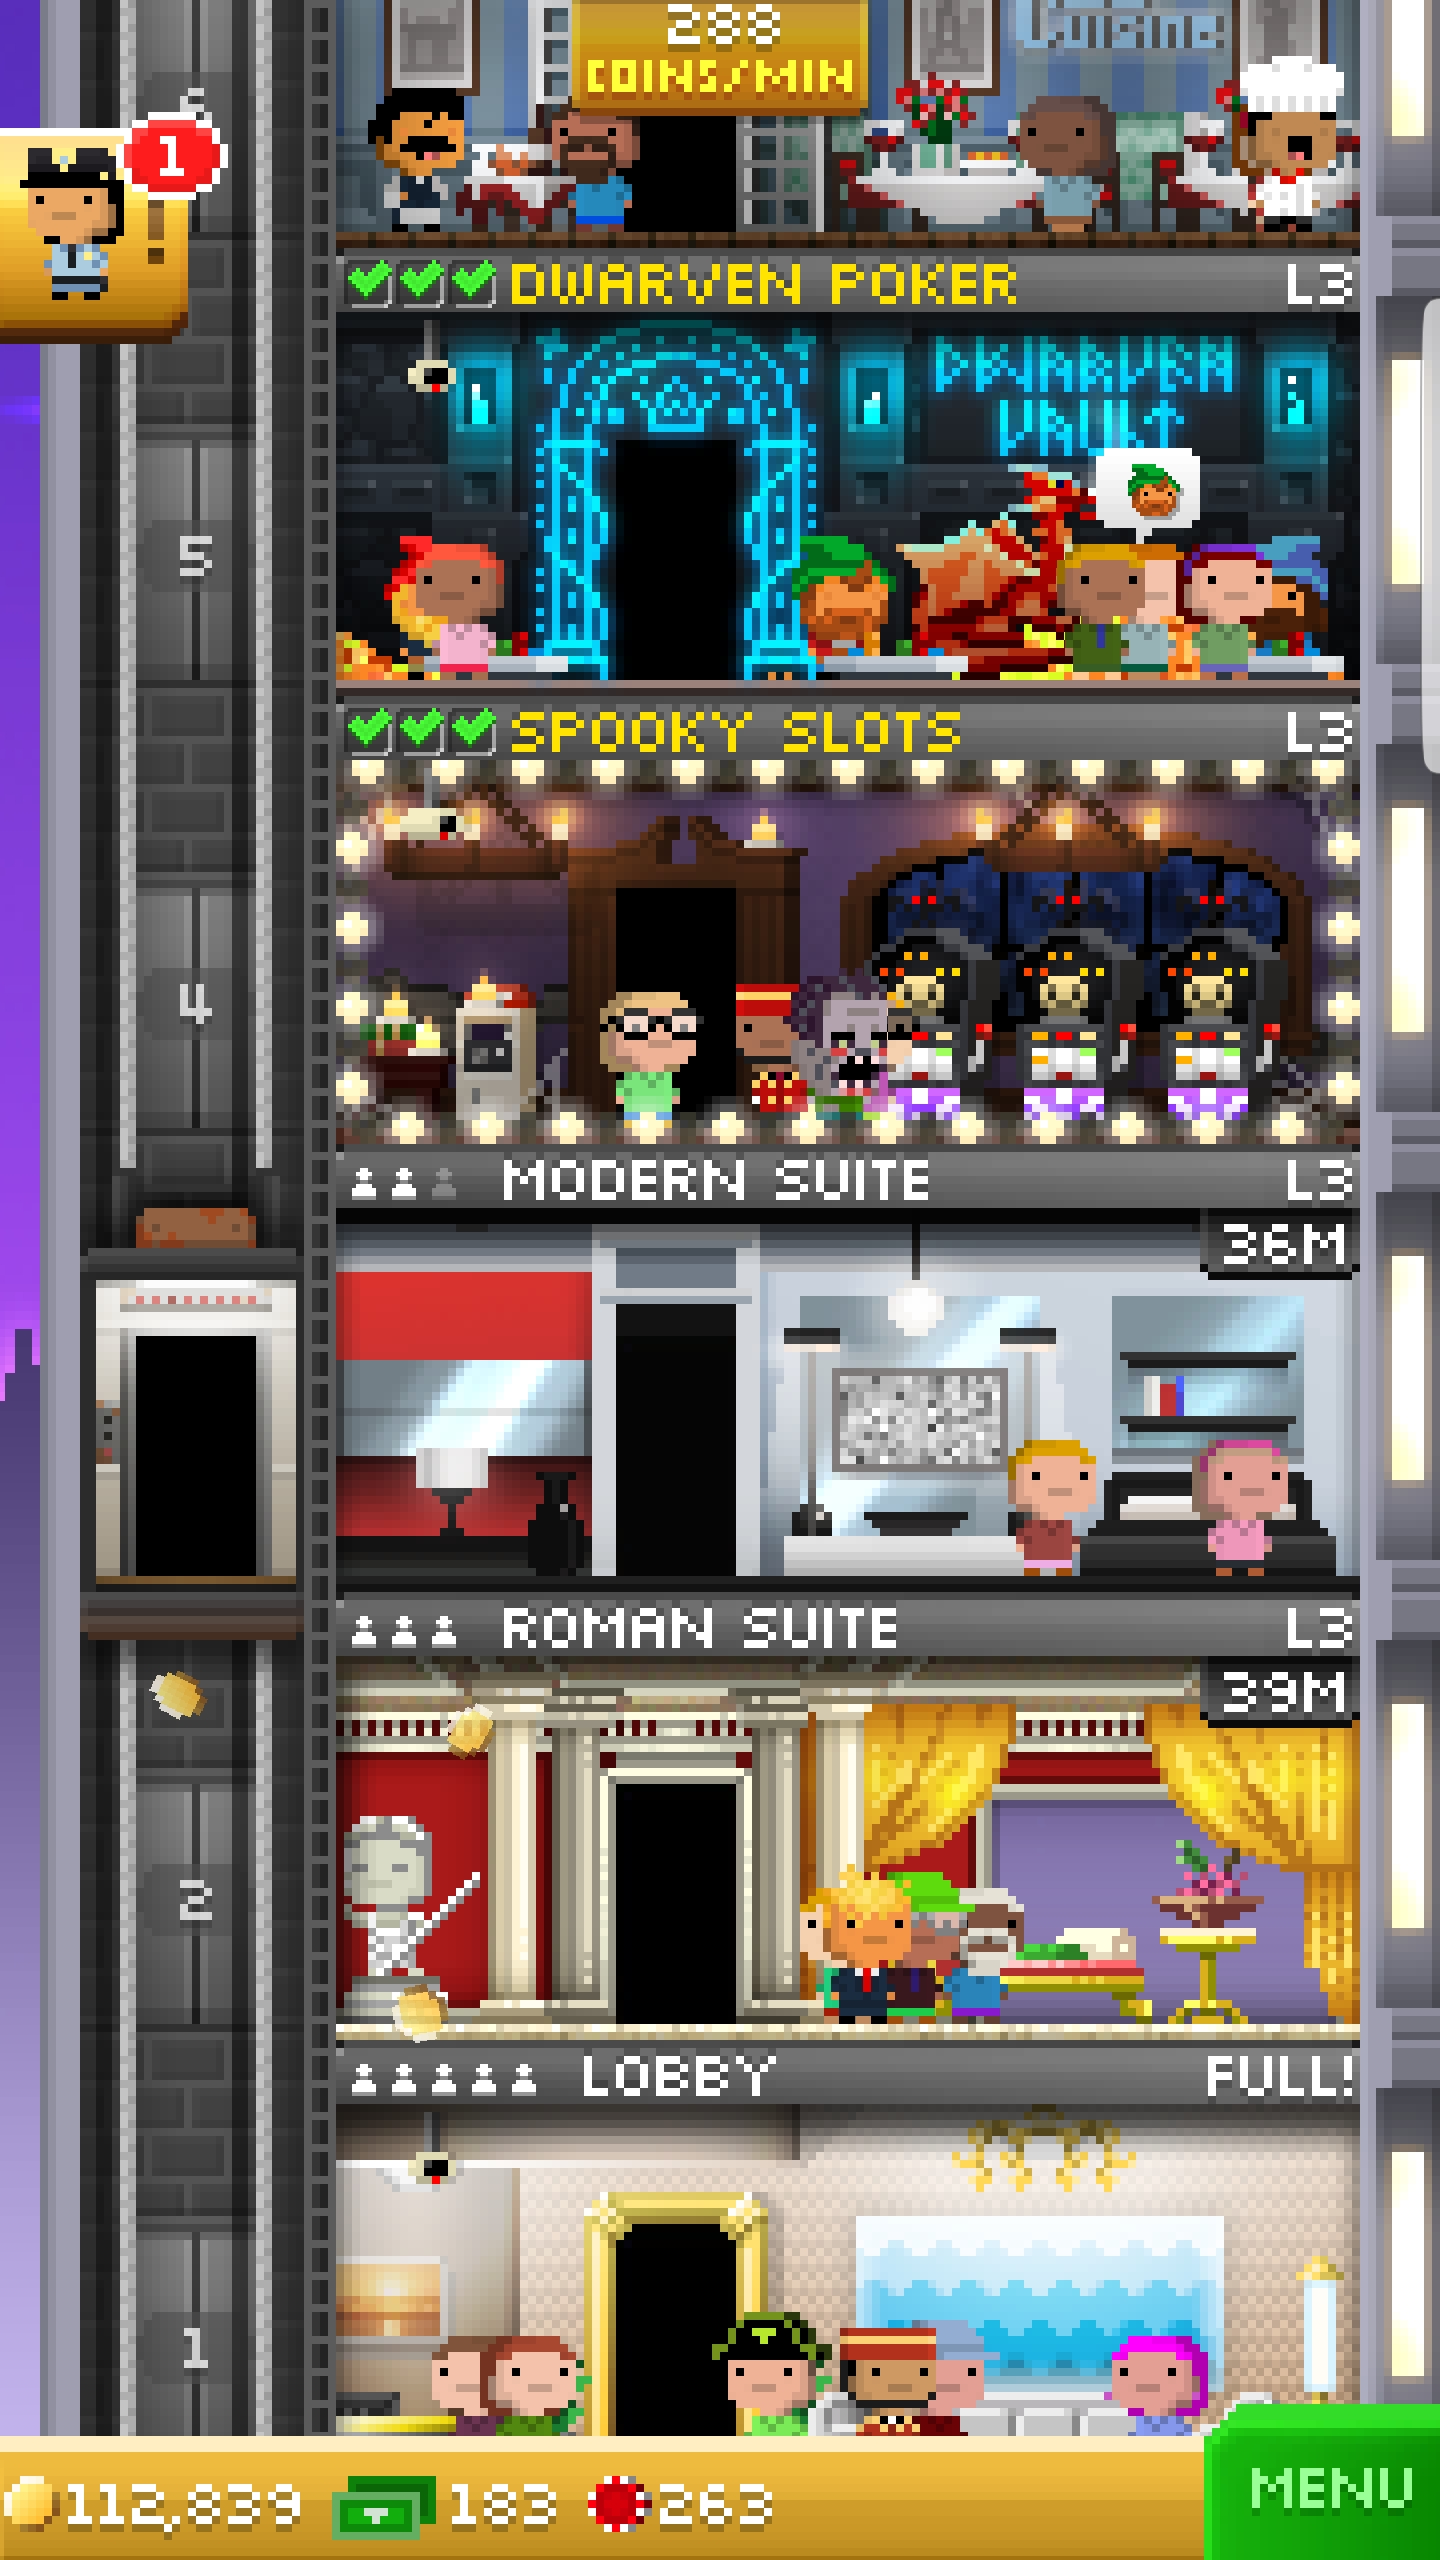 288
COINS/MIN
Cuisine
6
1
DWARVEN POKER L3
DWARVEN
VAULT
5
SPOOKY SLOTS L3
4
MODERN SUITE L3
36M
ROMAN SUITE L3
39M
2
LOBBY FULL!
1
112,839 183 263
MENU